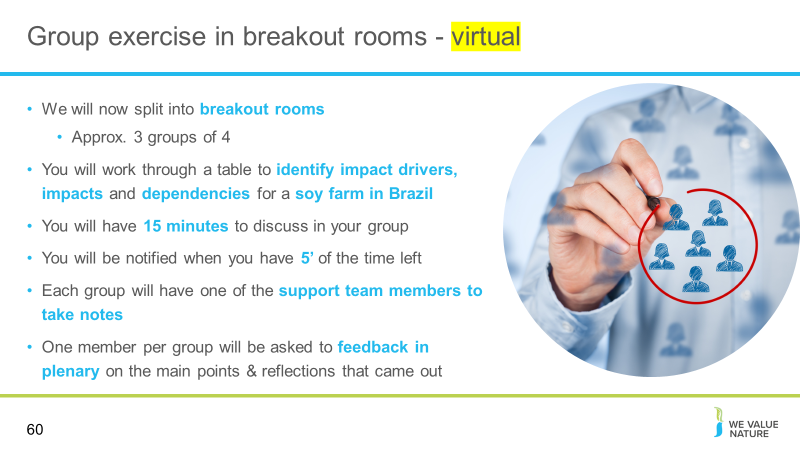 Group exercise in breakout rooms - virtual
• We will now split into breakout rooms
• Approx. 3 groups of 4
• You will work through a table to identify impact drivers,
impacts and dependencies for a soy farm in Brazil
• You will have 15 minutes to discuss in your group
• You will be notified when you have 5’ of the time left
• Each group will have one of the support team members to
take notes
• One member per group will be asked to feedback in
plenary on the main points & reflections that came out
60
WE VALUE
NATURE